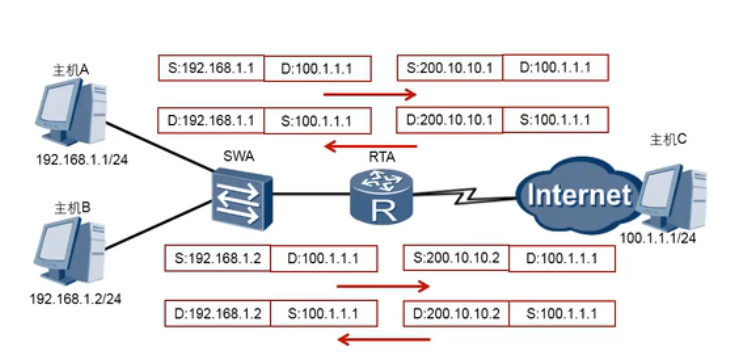 主机A
S:192.168.1.1 D:100.1.1.1 S:200.10.10.1 D:100.1.1.1
D:192.168.1.1 S:100.1.1.1 D:200.10.10.1 S:100.1.1.1
192.168.1.1/24
SWA
RTA
主机C
主机B
R
Internet
100.1.1.1/24
192.168.1.2/24
S:192.168.1.2 D:100.1.1.1 S:200.10.10.2 D:100.1.1.1
D:192.168.1.2 S:100.1.1.1 D:200.10.10.2 S:100.1.1.1